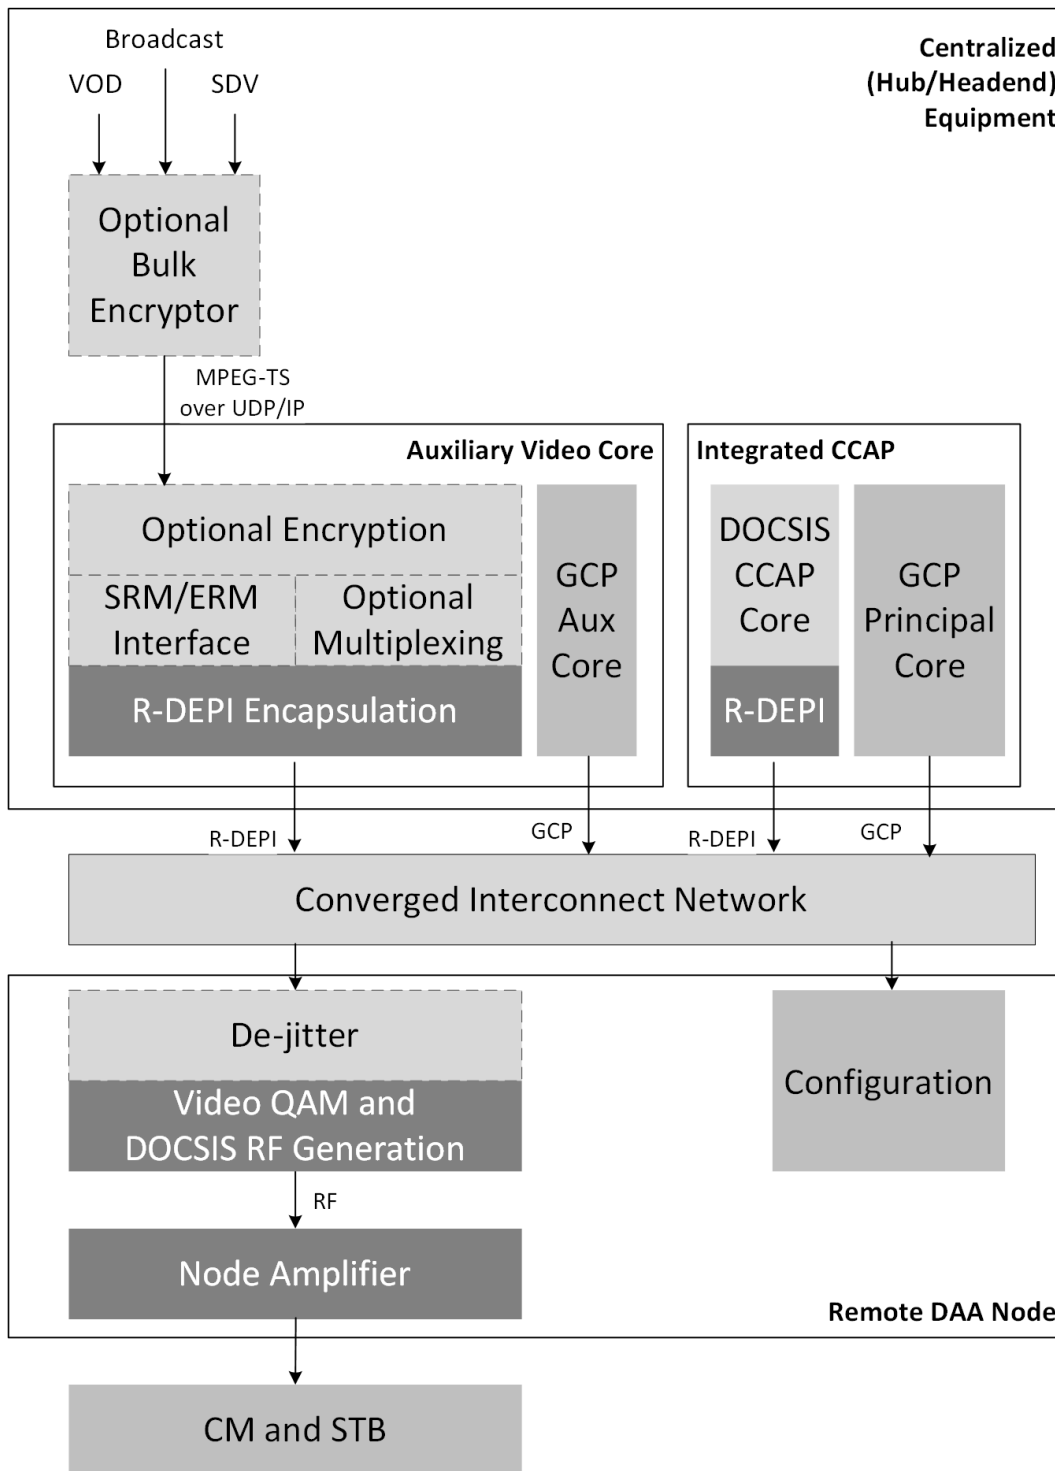 Broadcast
VOD
SDV
Centralized
(Hub/Headend)
Equipment
Optional
Bulk
Encryptor
MPEG-TS
over UDP/IP
Auxiliary Video Core
Integrated CCAP
Optional Encryption
SRM/ERM
Interface
Optional
Multiplexing
R-DEPI Encapsulation
GCP
Aux
Core
DOCSIS
CCAP
Core
R-DEPI
GCP
Principal
Core
R-DEPI
GCP
R-DEPI
GCP
Converged Interconnect Network
De-jitter
Video QAM and
DOCSIS RF Generation
Configuration
RF
Node Amplifier
Remote DAA Node
CM and STB